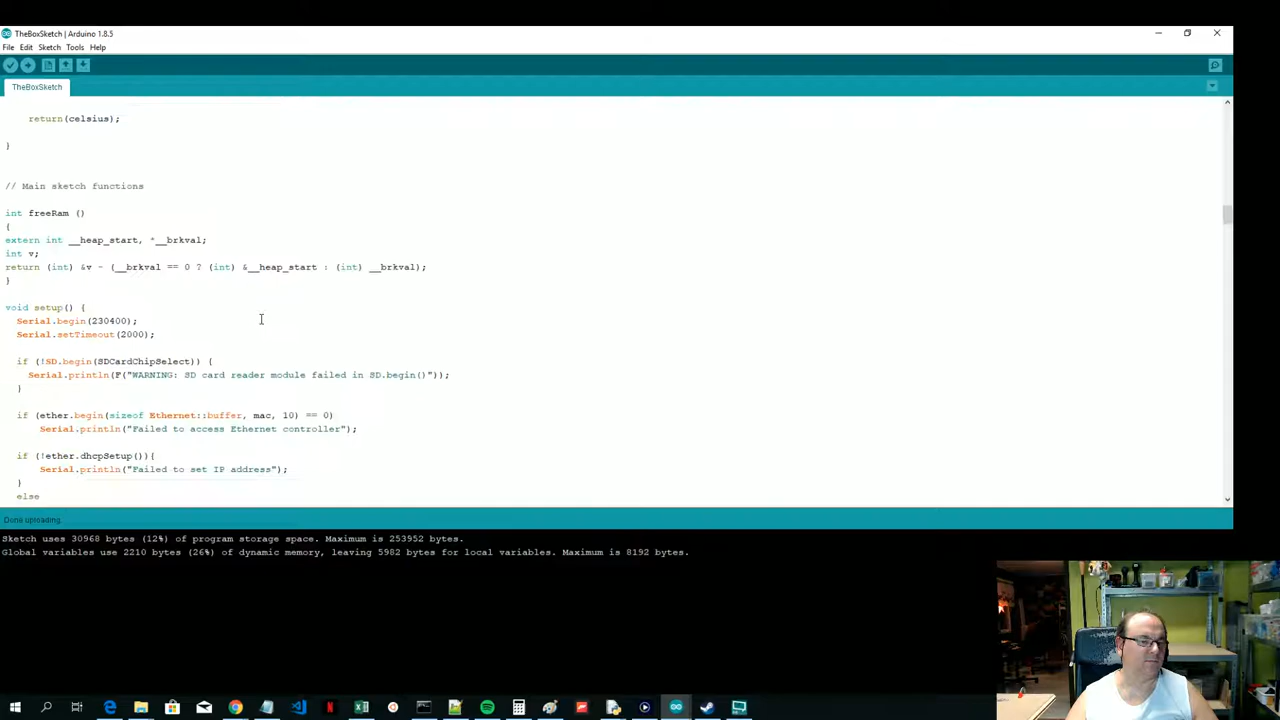 TheBoxSketch | Arduino 1.8.5
File Edit Sketch Tools Help
TheBoxSketch
return(celsius);
}
// Main sketch functions
int freeRam ()
{
extern int __heap_start, *__brkval;
int v;
return (int) &v - (__brkval == 0 ? (int) &__heap_start : (int) __brkval);
}
void setup() {
Serial.begin(230400);
Serial.setTimeout(2000);
if (!SD.begin(SDCardChipSelect)) {
Serial.println(F("WARNING: SD card reader module failed in SD.begin()"));
}
if (ether.begin(sizeof Ethernet::buffer, mac, 10) == 0)
Serial.println("Failed to access Ethernet controller");
if (!ether.dhcpSetup()){
Serial.println("Failed to set IP address");
}
else
Done uploading.
Sketch uses 30968 bytes (12%) of program storage space. Maximum is 253952 bytes.
Global variables use 2210 bytes (26%) of dynamic memory, leaving 5982 bytes for local variables. Maximum is 8192 bytes.